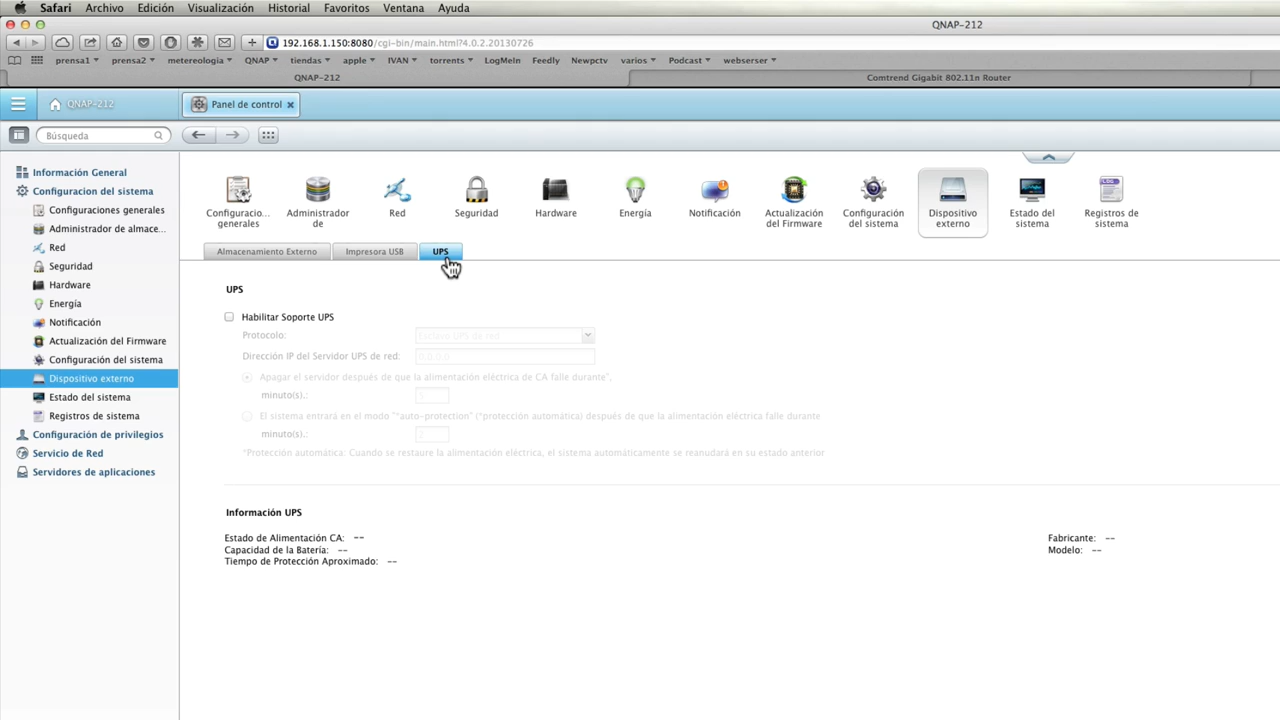 Safari Archivo Edición Visualización Historial Favoritos Ventana Ayuda
QNAP-212
192.168.1.150:8080/cgi-bin/main.html?4.0.2.20130726
prensa1 prensa2 metereologia QNAP tiendas apple IVAN torrents LogMeIn Feedly Newpctv varios Podcast webserser
QNAP-212 Comtrend Gigabit 802.11n Router
QNAP-212 Panel de control
Búsqueda
Información General
Configuracion del sistema
Configuraciones generales
Administrador de almace...
Red
Seguridad
Hardware
Energía
Notificación
Actualización del Firmware
Configuración del sistema
Dispositivo externo
Estado del sistema
Registros de sistema
Configuración de privilegios
Servicio de Red
Servidores de aplicaciones
Configuracio... generales
Administrador de
Red
Seguridad
Hardware
Energía
Notificación
Actualización del Firmware
Configuración del sistema
Dispositivo externo
Estado del sistema
LOG
Registros de sistema
Almacenamiento Externo Impresora USB UPS
UPS
Habilitar Soporte UPS
Protocolo: Esclavo UPS de red
Dirección IP del Servidor UPS de red: 0.0.0.0
Apagar el servidor después de que la alimentación eléctrica de CA falle durante",
minuto(s).:
El sistema entrará en el modo "*auto-protection" (*protección automática) después de que la alimentación eléctrica falle durante
minuto(s).: 2
*Protección automática: Cuando se restaure la alimentación eléctrica, el sistema automáticamente se reanudará en su estado anterior
Información UPS
Estado de Alimentación CA: --
Capacidad de la Batería: --
Tiempo de Protección Aproximado: --
Fabricante: --
Modelo: --